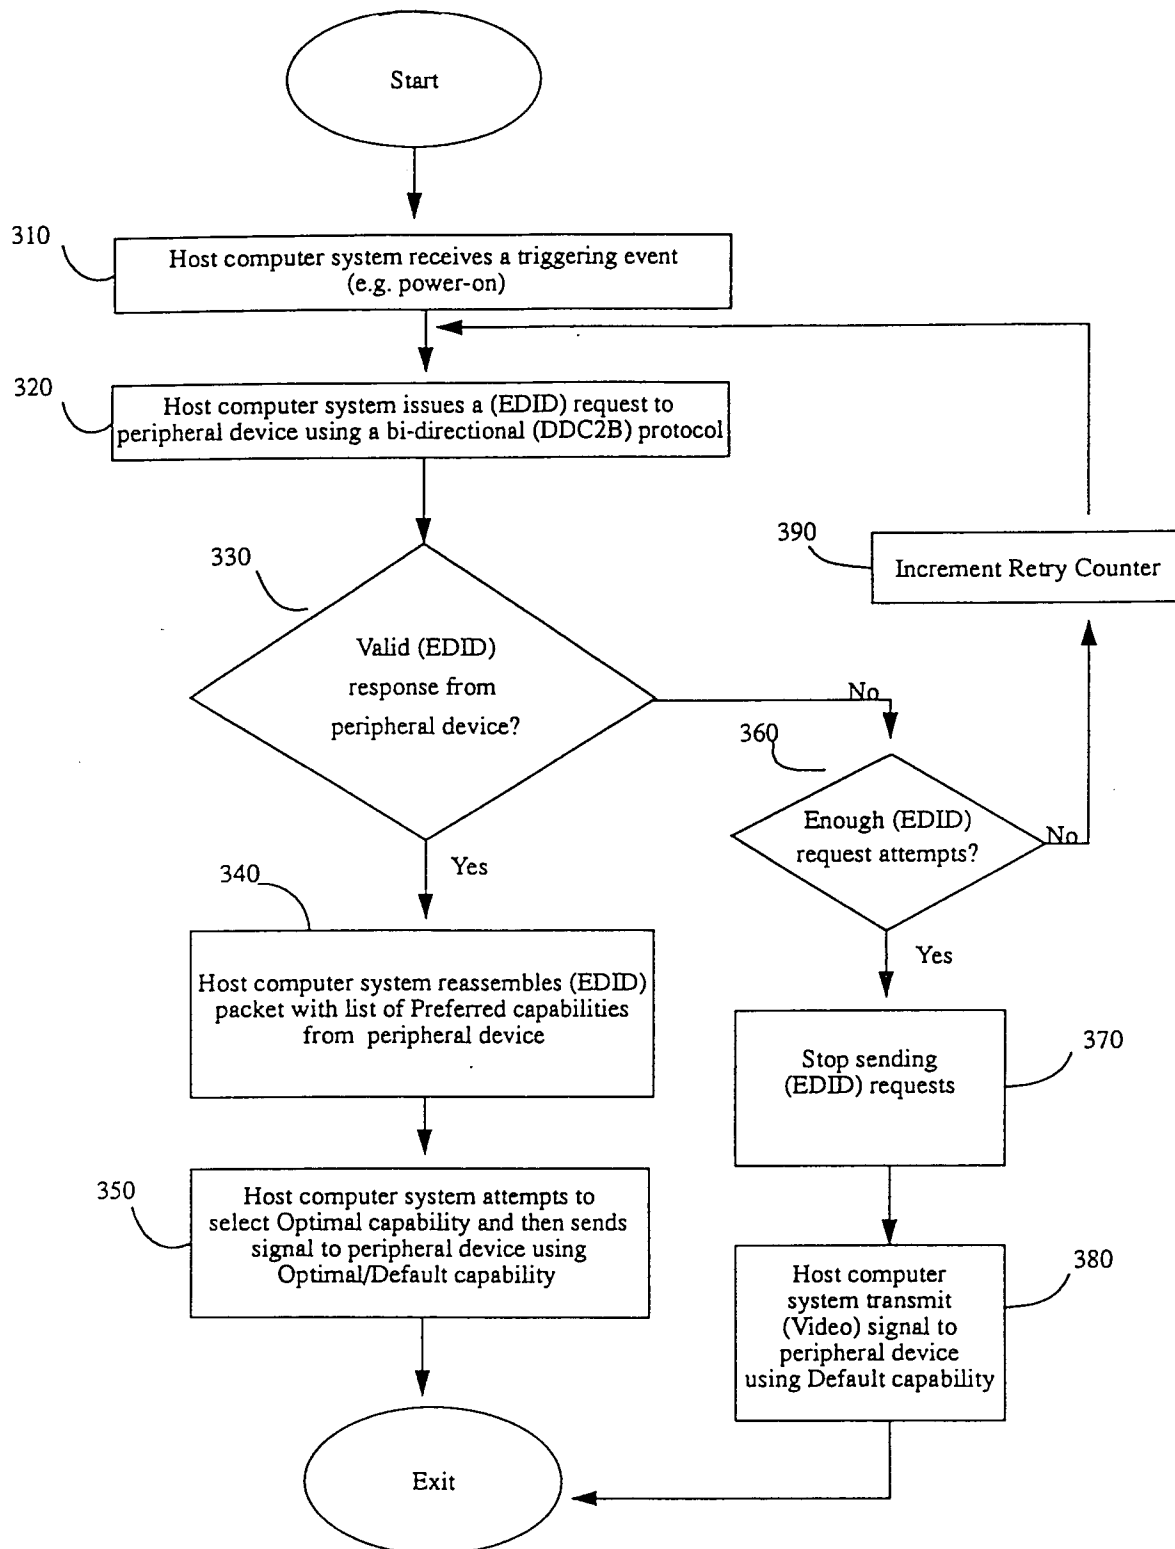 Start
310
Host computer system receives a triggering event
(e.g. power-on)
320
Host computer system issues a (EDID) request to
peripheral device using a bi-directional (DDC2B) protocol
390
Increment Retry Counter
330
Valid (EDID)
response from
peripheral device?
No
360
Enough (EDID)
request attempts?
No
Yes
Yes
340
Host computer system reassembles (EDID)
packet with list of Preferred capabilities
from peripheral device
370
Stop sending
(EDID) requests
350
Host computer system attempts to
select Optimal capability and then sends
signal to peripheral device using
Optimal/Default capability
380
Host computer
system transmit
(Video) signal to
peripheral device
using Default capability
Exit